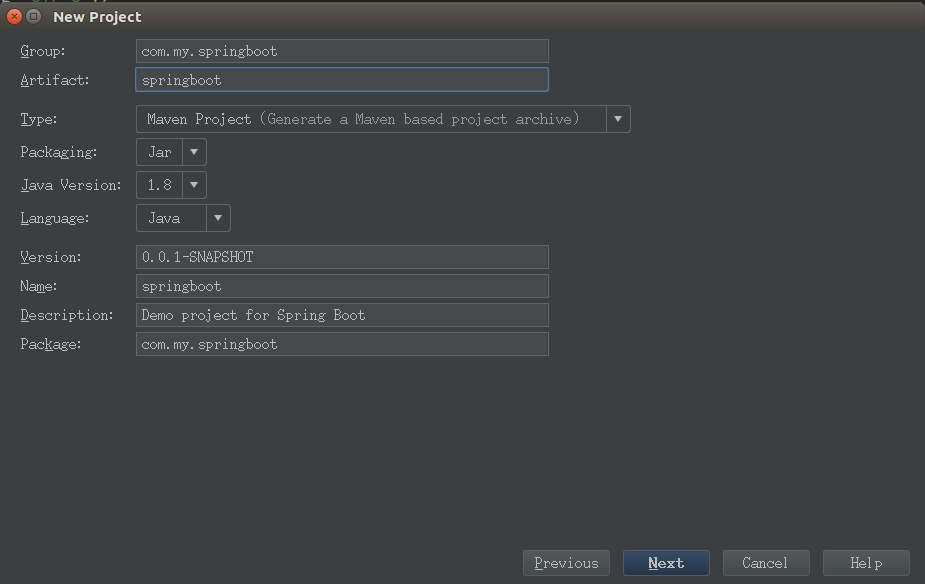 New Project
Group: com.my.springboot
Artifact: springboot
Type: Maven Project (Generate a Maven based project archive)
Packaging: Jar
Java Version: 1.8
Language: Java
Version: 0.0.1-SNAPSHOT
Name: springboot
Description: Demo project for Spring Boot
Package: com.my.springboot
Previous Next Cancel Help